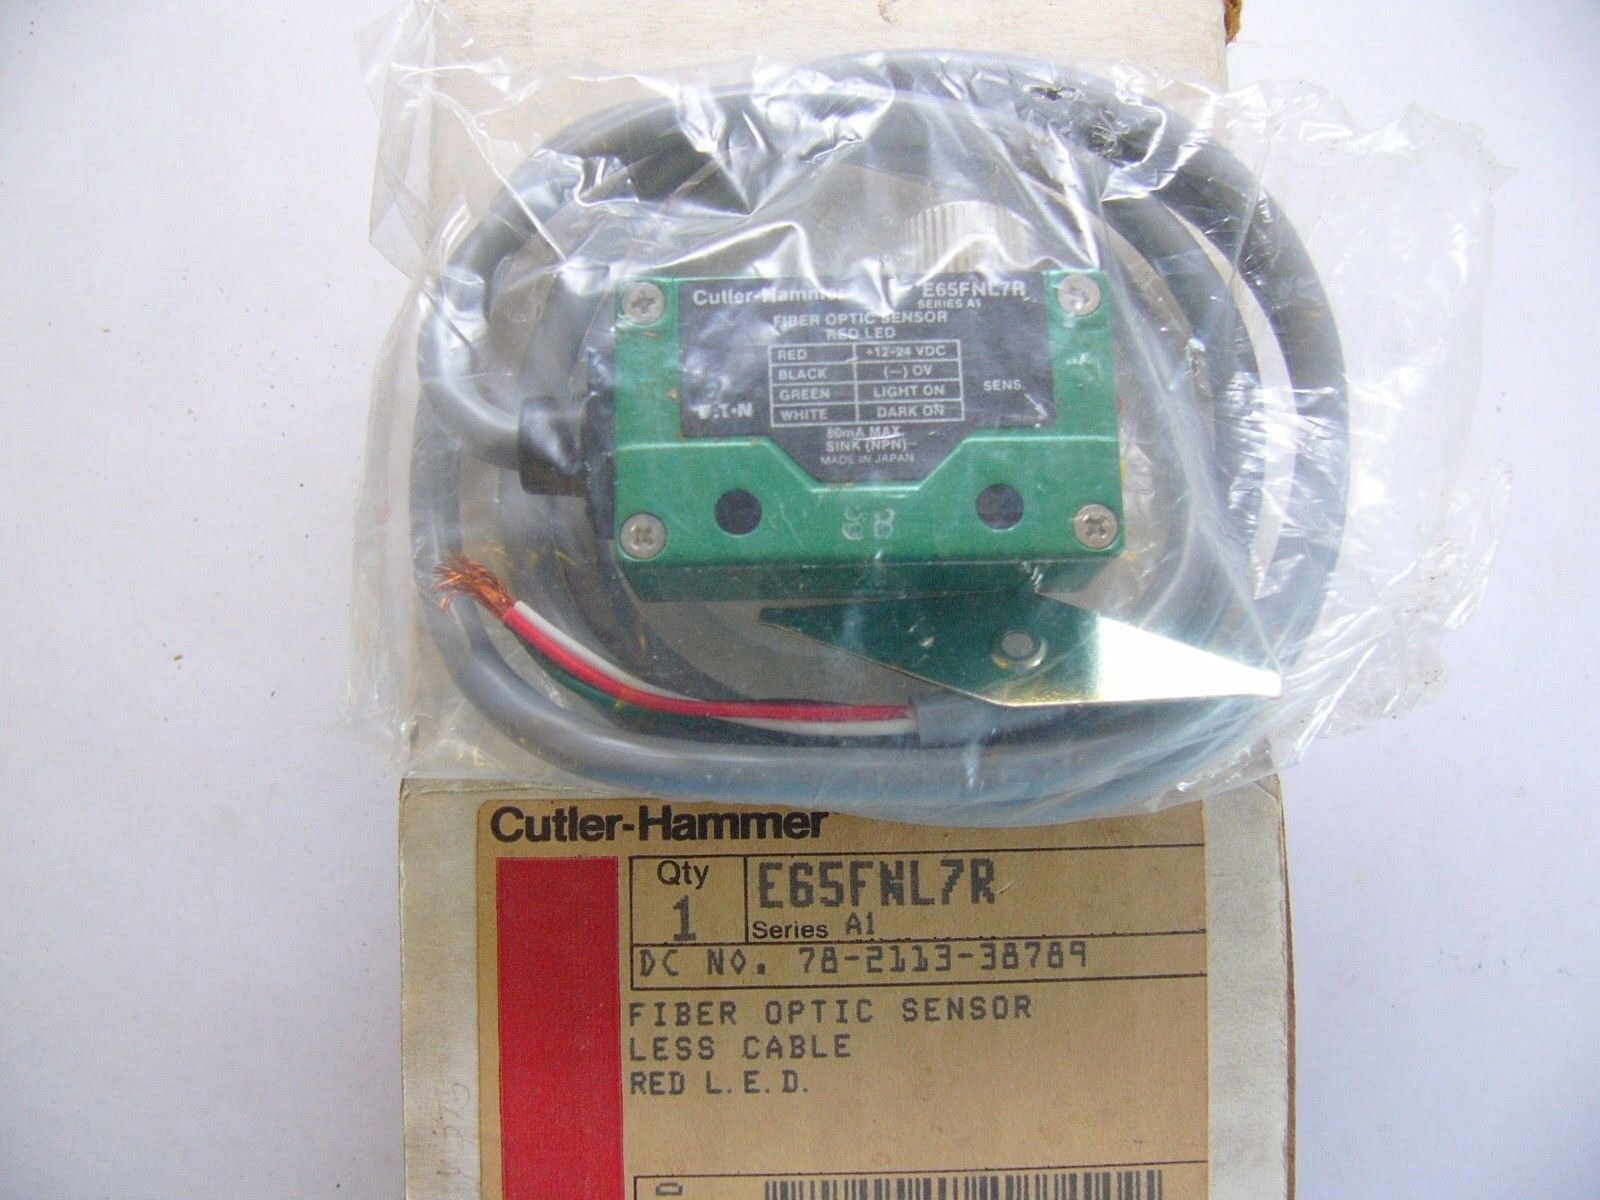 Cutler-Hammer E65FNL7R
SERIES A1
FIBER OPTIC SENSOR
RED LED
RED +12-24 VDC
BLACK (−) 0V
GREEN LIGHT ON
WHITE DARK ON
SENS.
80mA MAX
SINK (NPN)
MADE IN JAPAN
Cutler-Hammer
Qty
1
E65FNL7R
Series A1
DC NO. 78-2113-38789
FIBER OPTIC SENSOR
LESS CABLE
RED L.E.D.